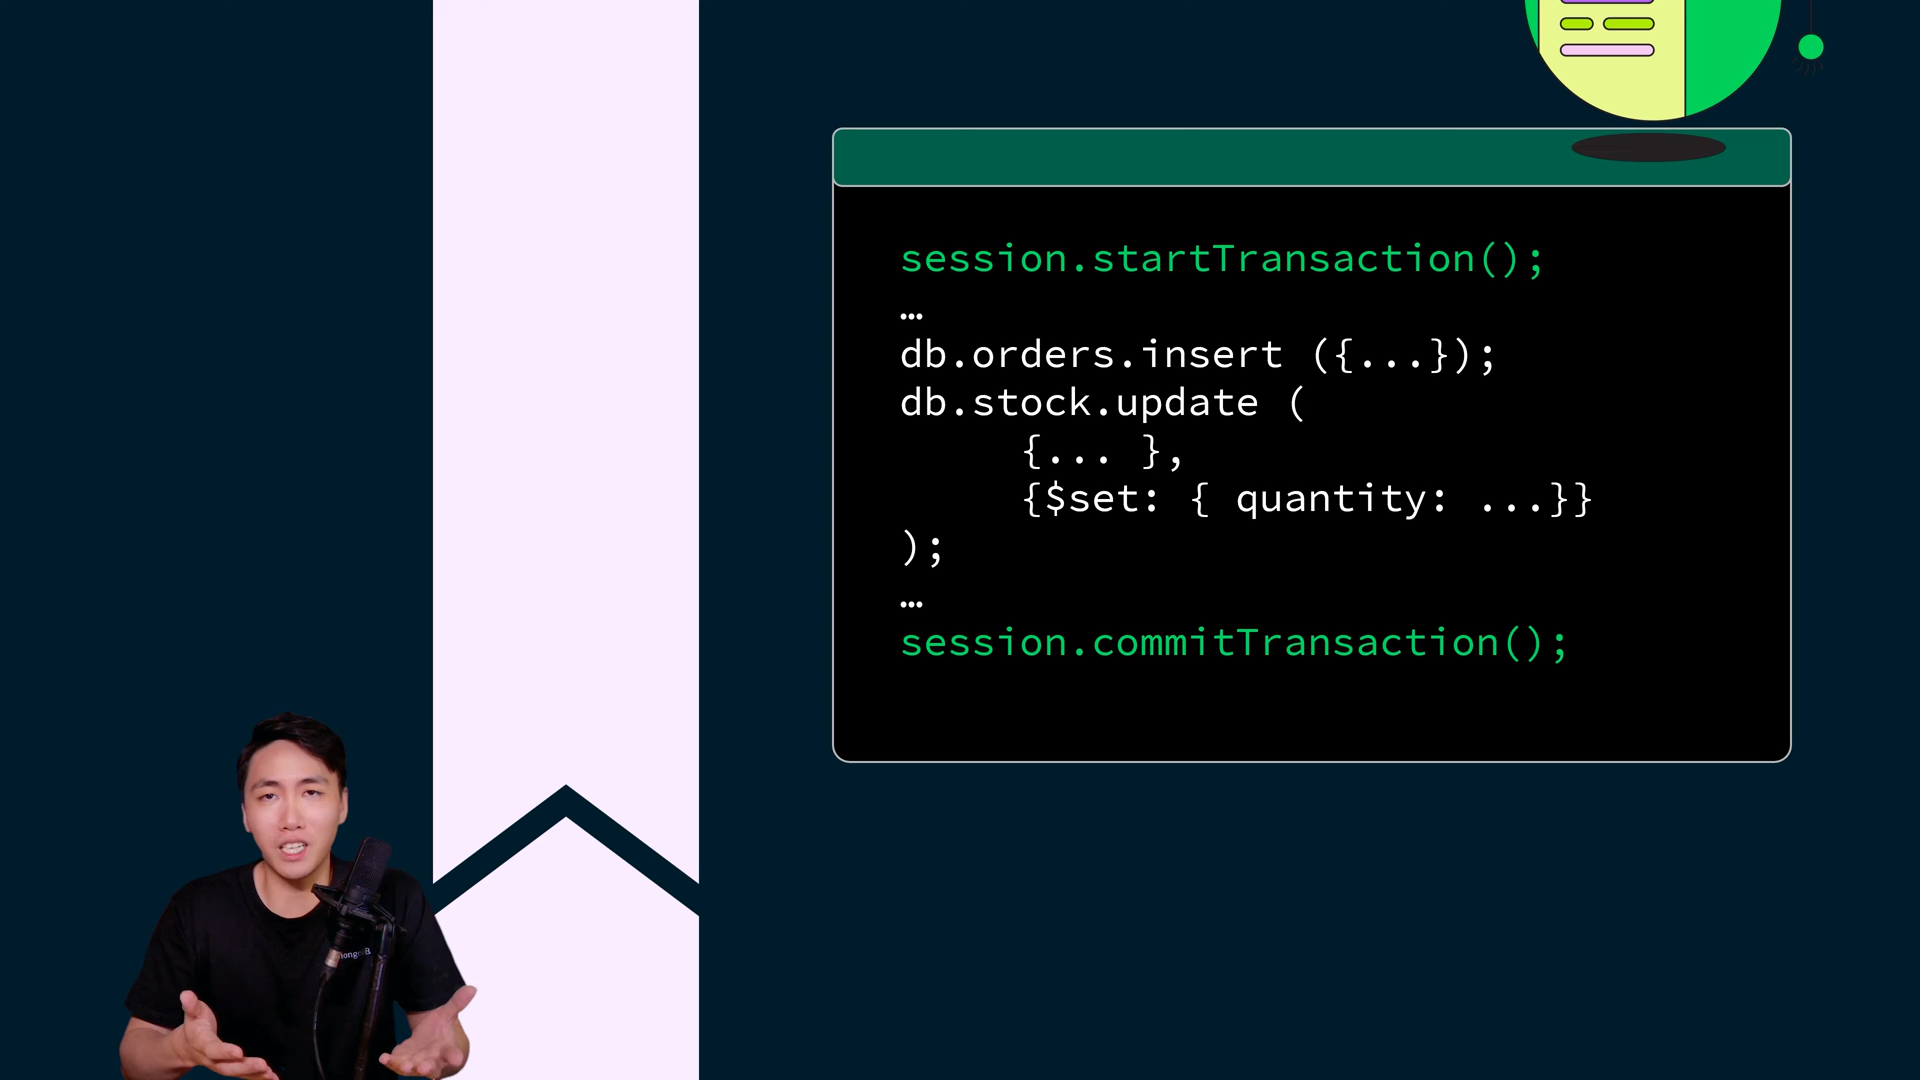 session.startTransaction();
…
db.orders.insert ({...});
db.stock.update (
{... },
{$set: { quantity: ...}}
);
…
session.commitTransaction();